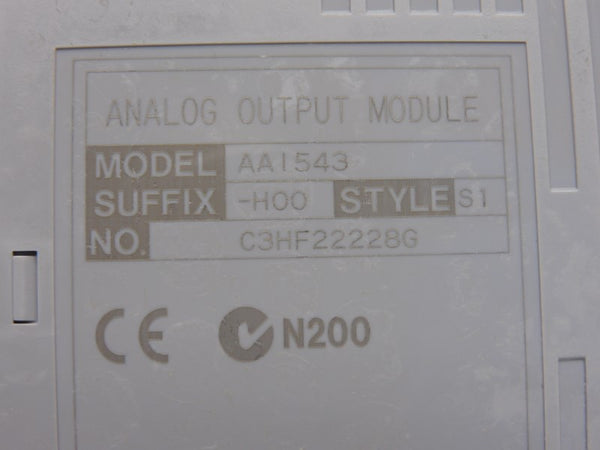 ANALOG OUTPUT MODULE
MODEL AAI543
SUFFIX -H00 STYLE S1
NO. C3HF22228G
CE N200